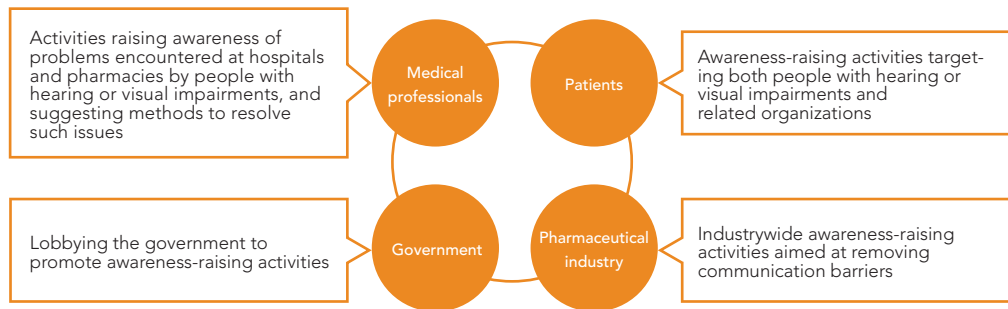 Activities raising awareness of
problems encountered at hospitals
and pharmacies by people with
hearing or visual impairments, and
suggesting methods to resolve
such issues
Medical
professionals
Patients
Awareness-raising activities target-
ing both people with hearing or
visual impairments and
related organizations
Lobbying the government to
promote awareness-raising activities
Government
Pharmaceutical
industry
Industrywide awareness-raising
activities aimed at removing
communication barriers